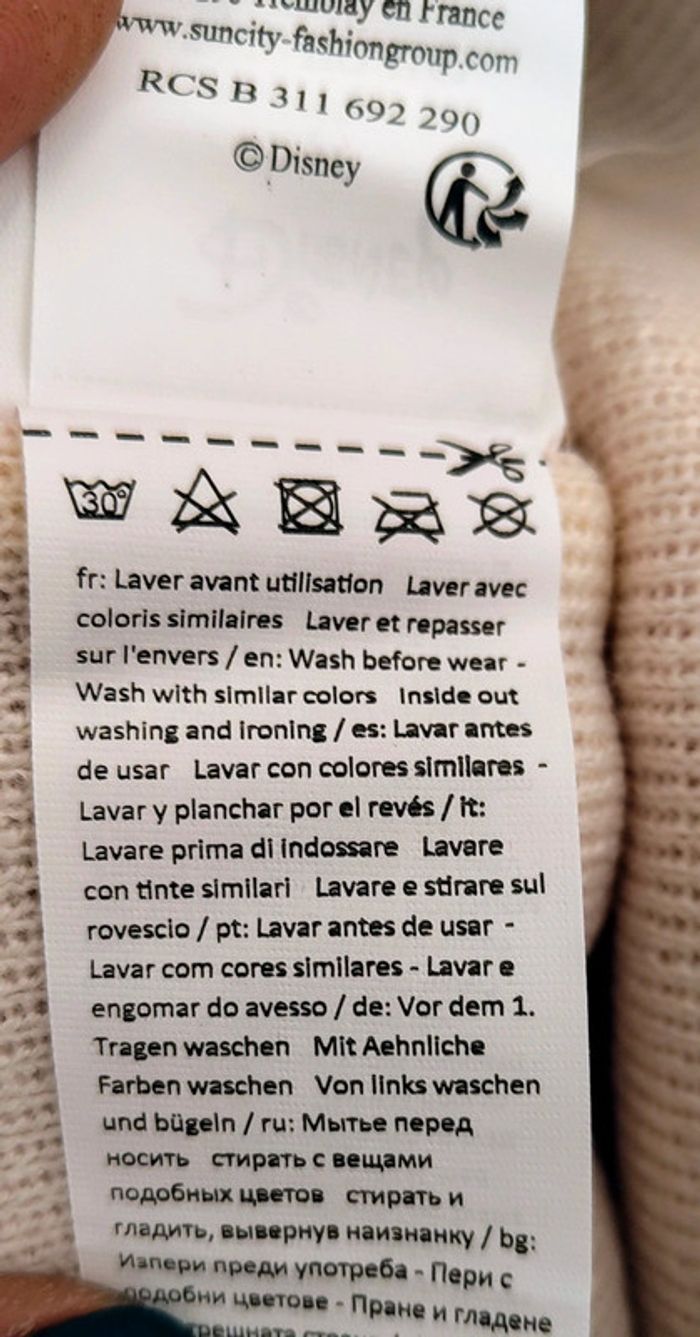 Tremblay en France
www.suncity-fashiongroup.com
RCS B 311 692 290
©Disney
30°
fr: Laver avant utilisation Laver avec
coloris similaires Laver et repasser
sur l'envers / en: Wash before wear -
Wash with similar colors Inside out
washing and ironing / es: Lavar antes
de usar Lavar con colores similares -
Lavar y planchar por el revés / it:
Lavare prima di indossare Lavare
con tinte similari Lavare e stirare sul
rovescio / pt: Lavar antes de usar -
Lavar com cores similares - Lavar e
engomar do avesso / de: Vor dem 1.
Tragen waschen Mit Aehnliche
Farben waschen Von links waschen
und bügeln / ru: Мытье перед
носить стирать с вещами
подобных цветов стирать и
гладить, вывернув наизнанку / bg:
Изпери преди употреба - Пери с
подобни цветове - Пране и гладене